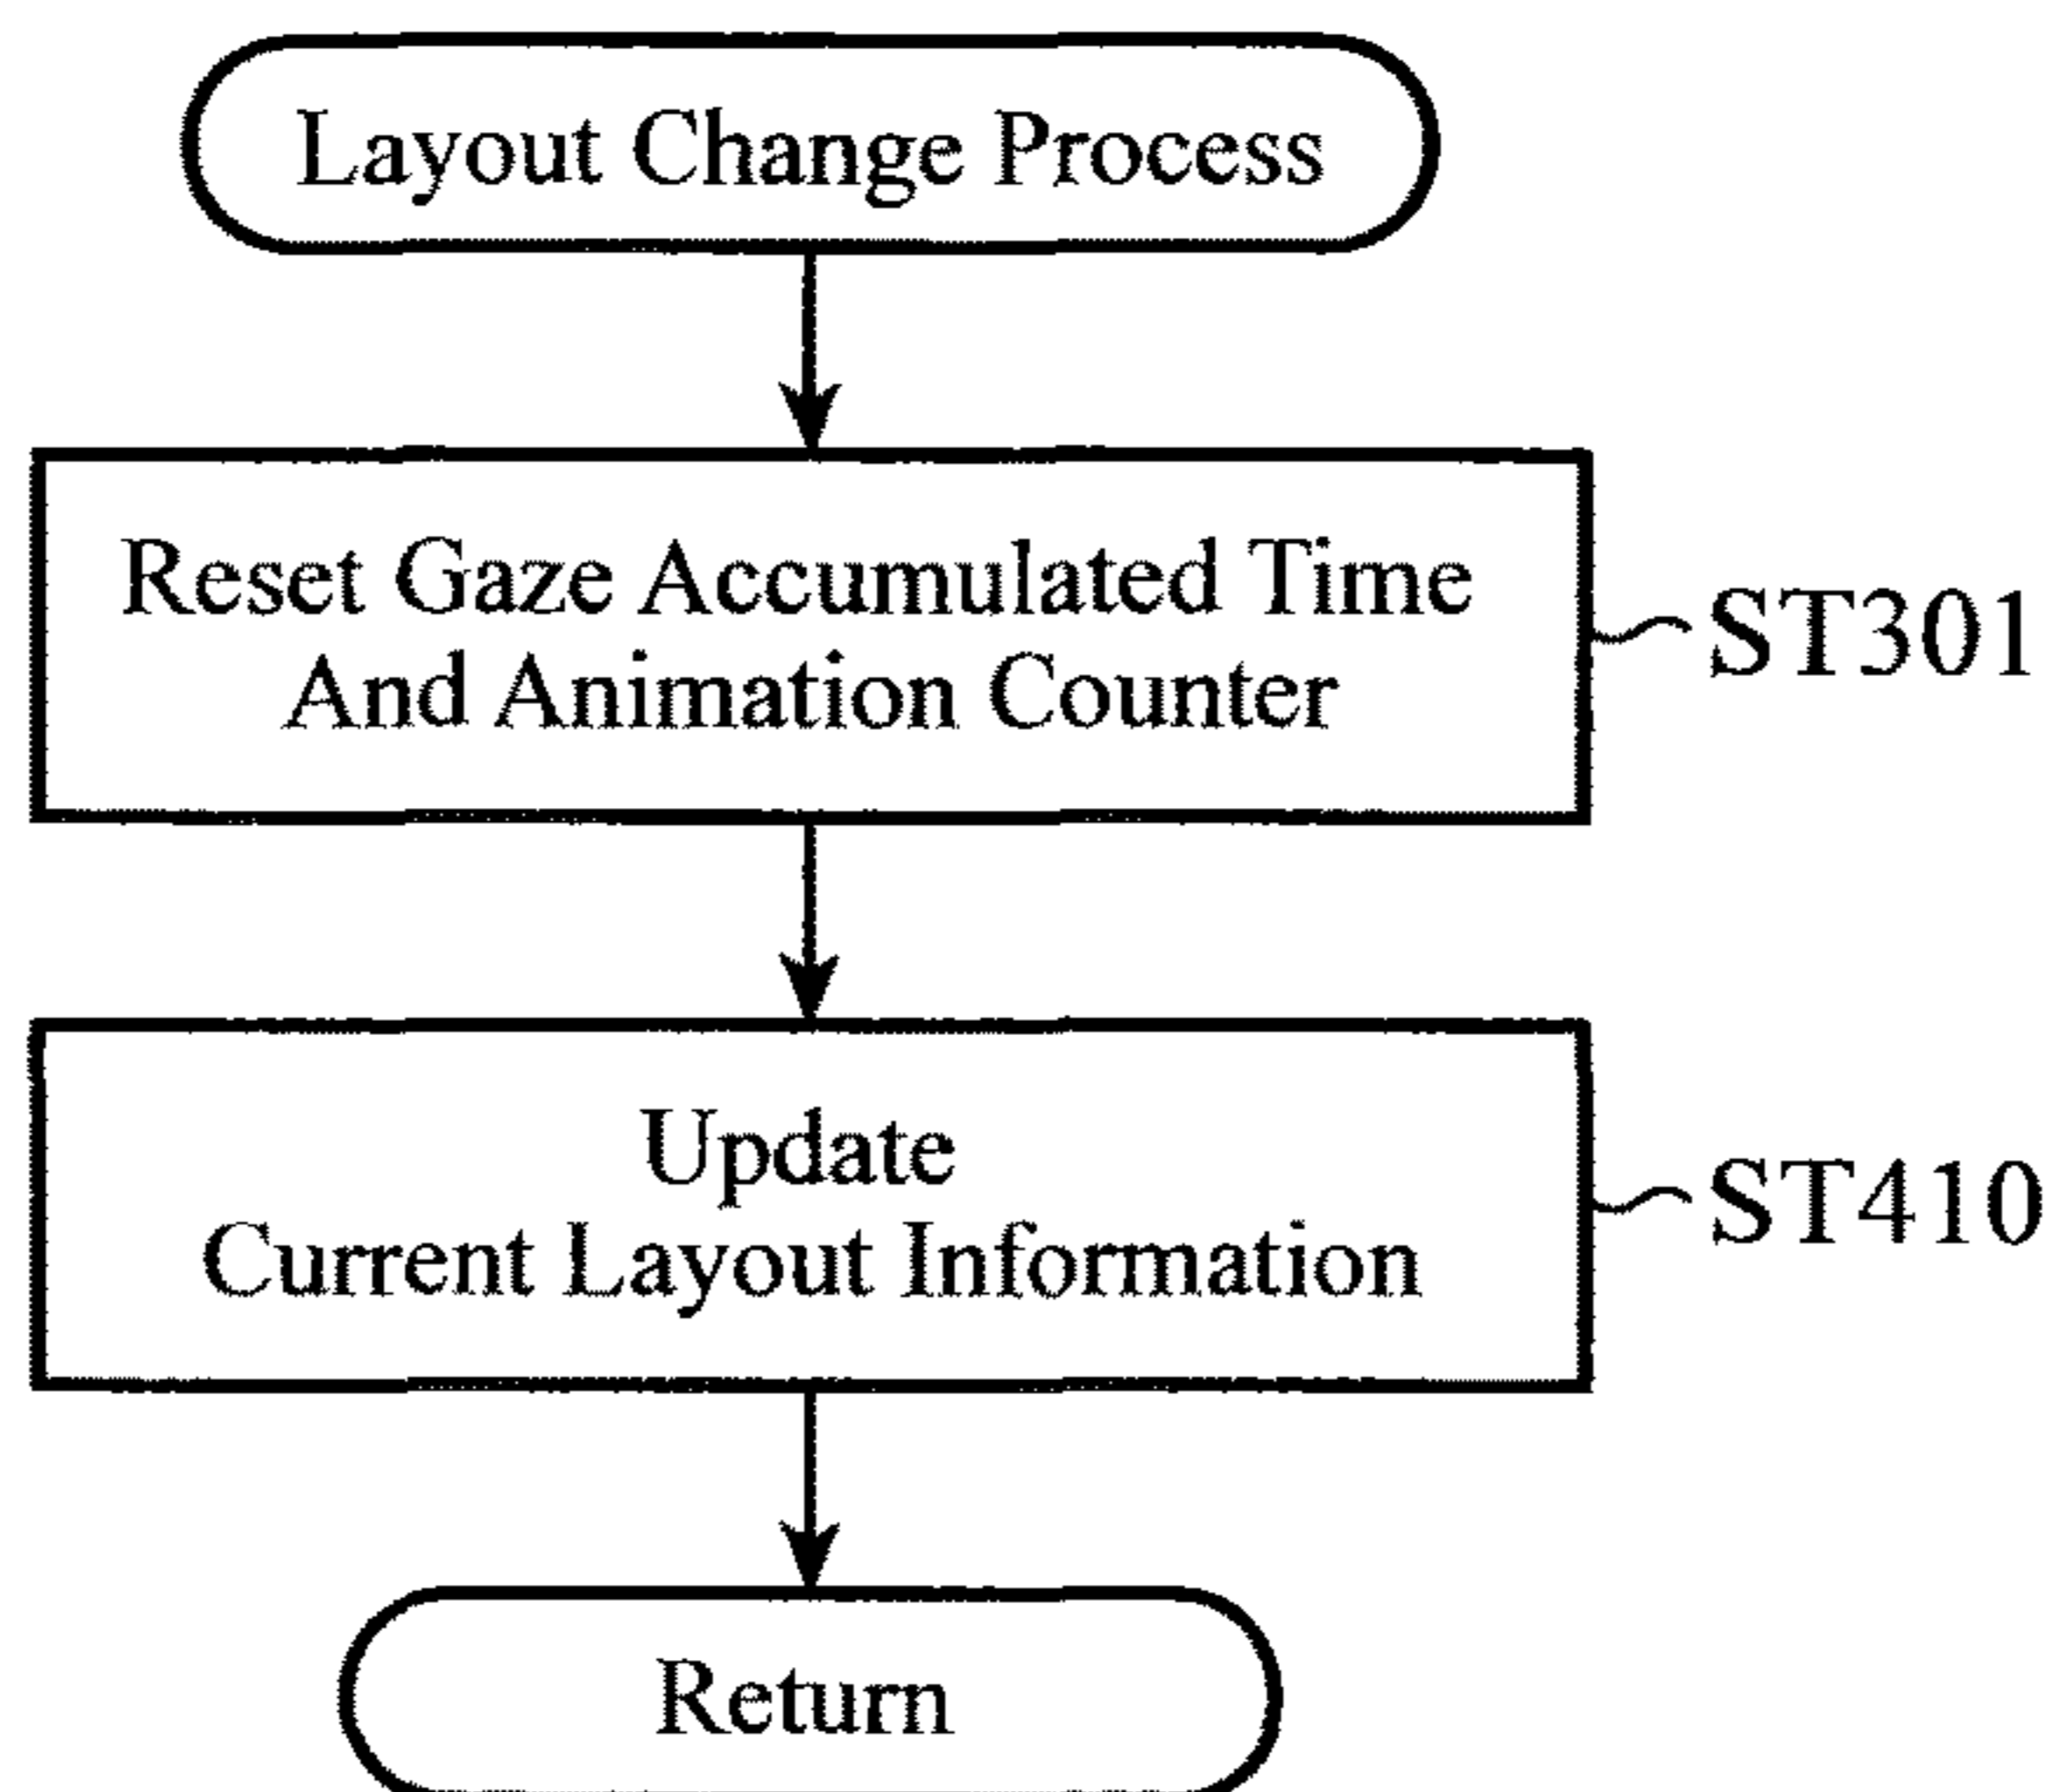 Layout Change Process
Reset Gaze Accumulated Time
And Animation Counter
ST301
Update
Current Layout Information
ST410
Return